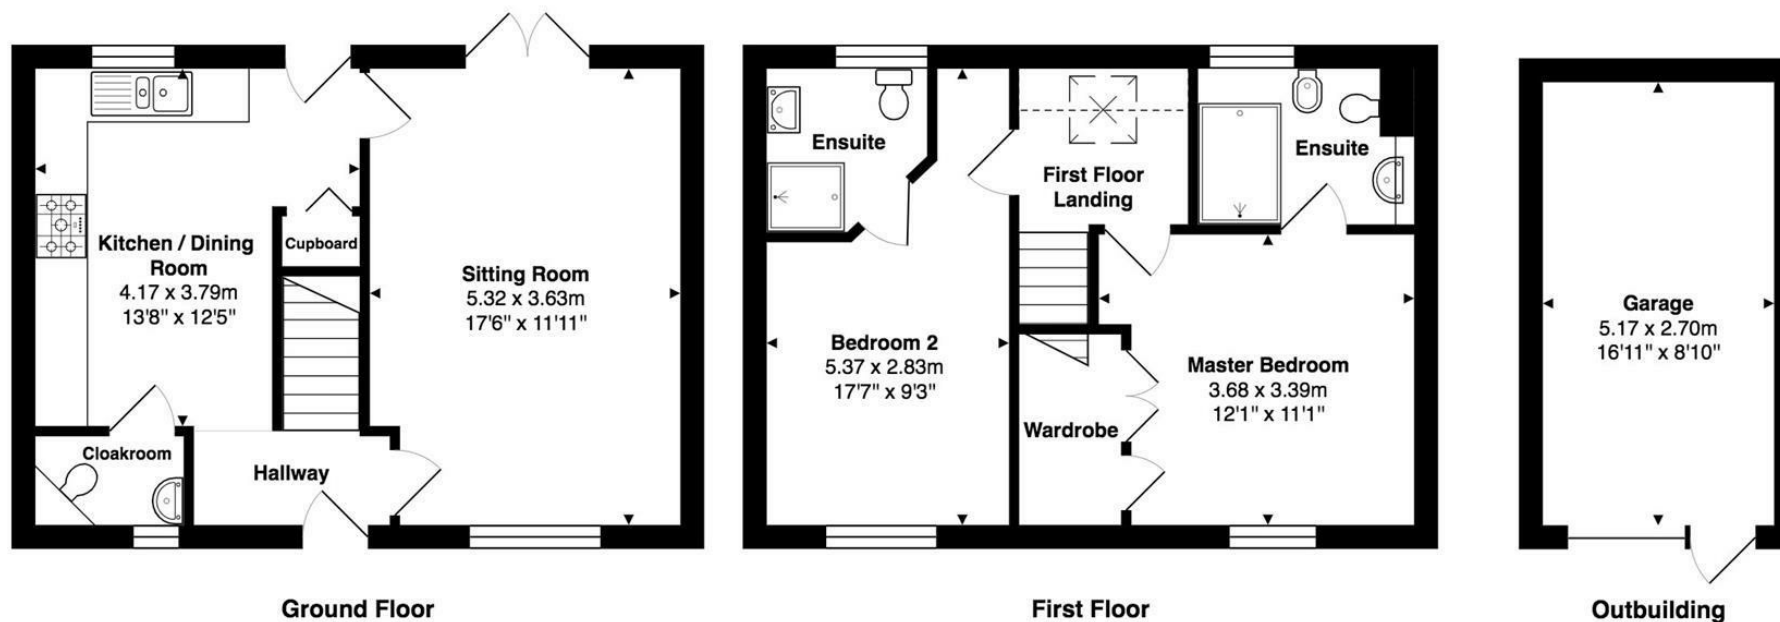 Kitchen / Dining
Room
4.17 x 3.79m
13'8" x 12'5"
Cupboard
Sitting Room
5.32 x 3.63m
17'6" x 11'11"
Cloakroom
Hallway
Ground Floor
Ensuite
First Floor
Landing
Ensuite
Bedroom 2
5.37 x 2.83m
17'7" x 9'3"
Master Bedroom
3.68 x 3.39m
12'1" x 11'1"
Wardrobe
First Floor
Garage
5.17 x 2.70m
16'11" x 8'10"
Outbuilding